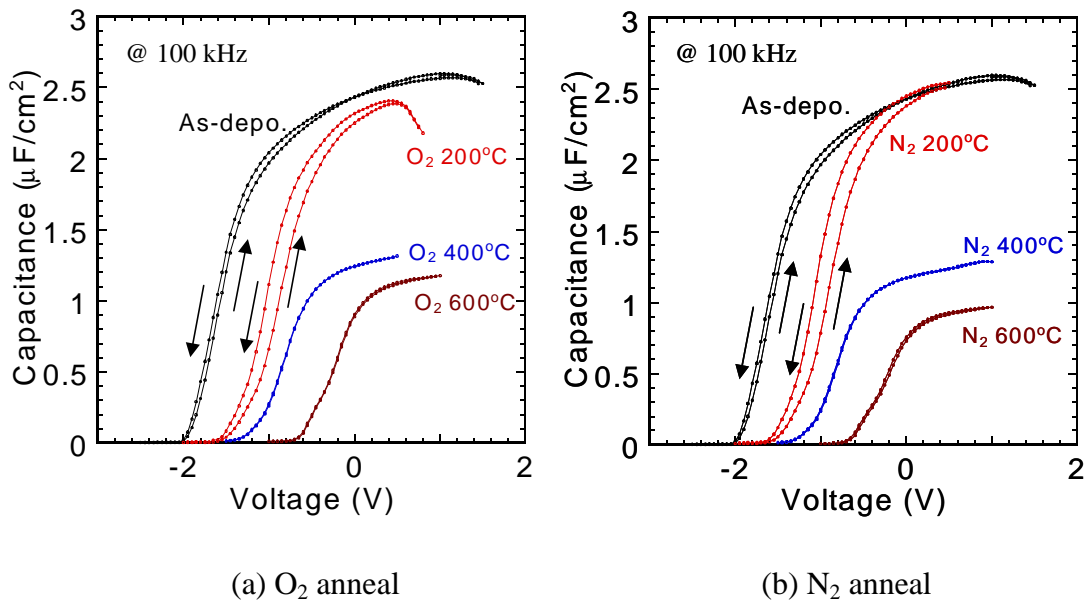 3
2.5
2
1.5
1
0.5
0
-2
0
2
Capacitance (μF/cm²)
Voltage (V)
@ 100 kHz
As-depo.
O₂ 200ºC
O₂ 400ºC
O₂ 600ºC
(a) O₂ anneal
3
2.5
2
1.5
1
0.5
0
-2
0
2
Capacitance (μF/cm²)
Voltage (V)
@ 100 kHz
As-depo.
N₂ 200ºC
N₂ 400ºC
N₂ 600ºC
(b) N₂ anneal